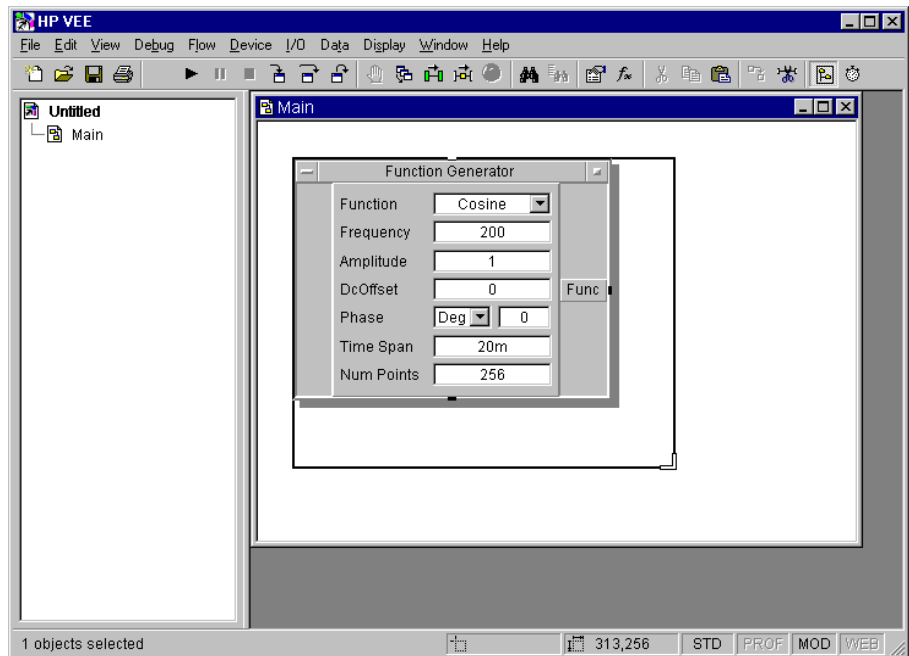 HP VEE
File Edit View Debug Flow Device I/O Data Display Window Help
Untitled
Main
Main
Function Generator
Function Cosine
Frequency 200
Amplitude 1
DcOffset 0 Func
Phase Deg 0
Time Span 20m
Num Points 256
1 objects selected 313,256 STD PROF MOD WEB